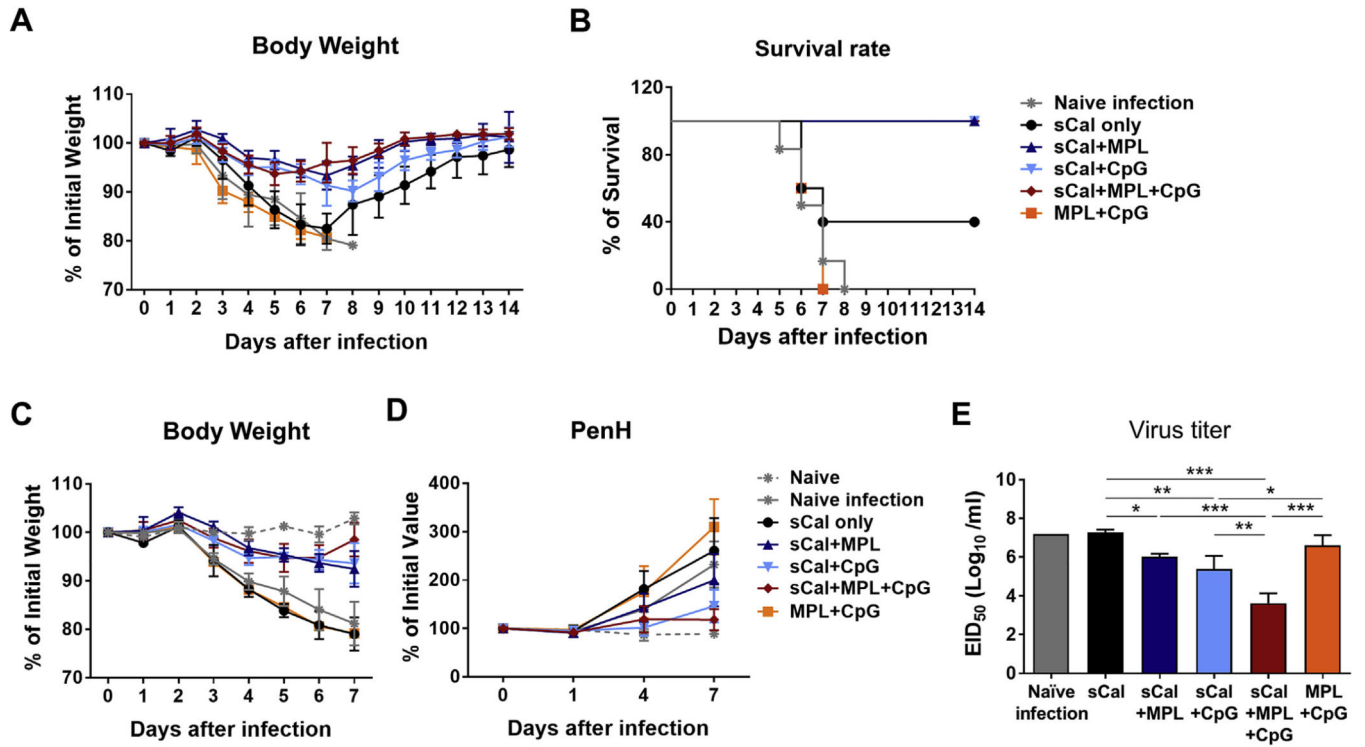 A
Body Weight
% of Initial Weight
110
100
90
80
70
0 1 2 3 4 5 6 7 8 9 10 11 12 13 14
Days after infection
B
Survival rate
% of Survival
120
80
40
0
0 1 2 3 4 5 6 7 8 9 10 11 12 13 14
Days after infection
Naive infection
sCal only
sCal+MPL
sCal+CpG
sCal+MPL+CpG
MPL+CpG
C
Body Weight
% of Initial Weight
110
100
90
80
70
0 1 2 3 4 5 6 7
Days after infection
D
PenH
% of Initial Value
400
300
200
100
0
0 1 4 7
Days after infection
Naive
Naive infection
sCal only
sCal+MPL
sCal+CpG
sCal+MPL+CpG
MPL+CpG
E
Virus titer
EID50 (Log10 /ml)
10
8
6
4
2
0
***
** *
* *** ***
**
Naïve infection
sCal
sCal +MPL
sCal +CpG
sCal +MPL +CpG
MPL +CpG